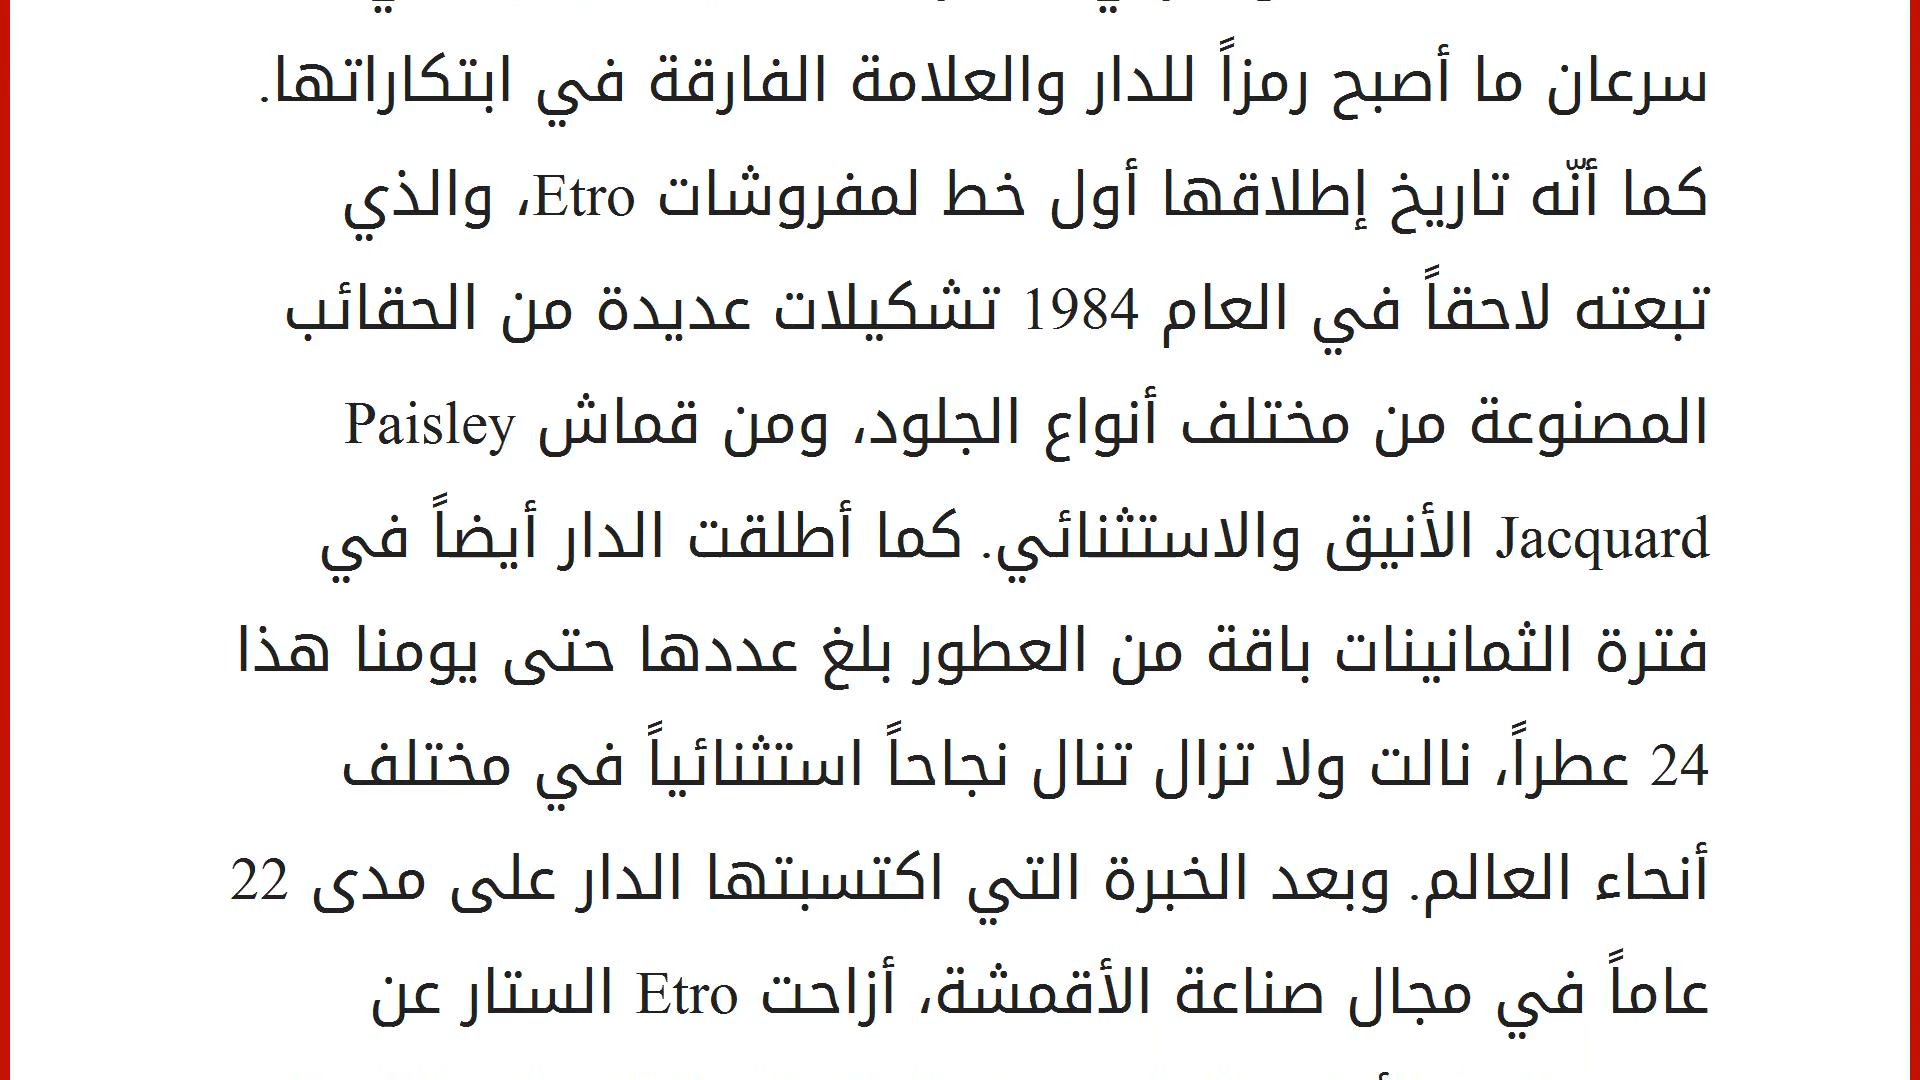 سرعان ما أصبح رمزاً للدار والعلامة الفارقة في ابتكاراتها.
كما أنّه تاريخ إطلاقها أول خط لمفروشات Etro، والذي
تبعته لاحقاً في العام 1984 تشكيلات عديدة من الحقائب
المصنوعة من مختلف أنواع الجلود، ومن قماش Paisley
Jacquard الأنيق والاستثنائي. كما أطلقت الدار أيضاً في
فترة الثمانينات باقة من العطور بلغ عددها حتى يومنا هذا
24 عطراً، نالت ولا تزال تنال نجاحاً استثنائياً في مختلف
أنحاء العالم. وبعد الخبرة التي اكتسبتها الدار على مدى 22
عاماً في مجال صناعة الأقمشة، أزاحت Etro الستار عن